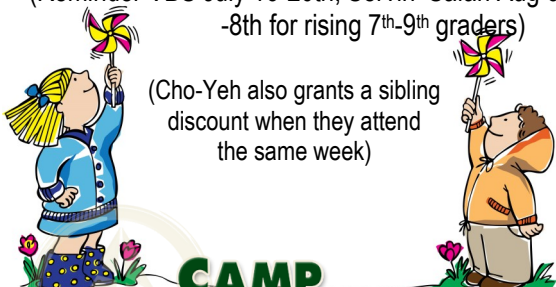 -8th for rising 7th-9th graders)
(Cho-Yeh also grants a sibling
discount when they attend
the same week)
CAMP